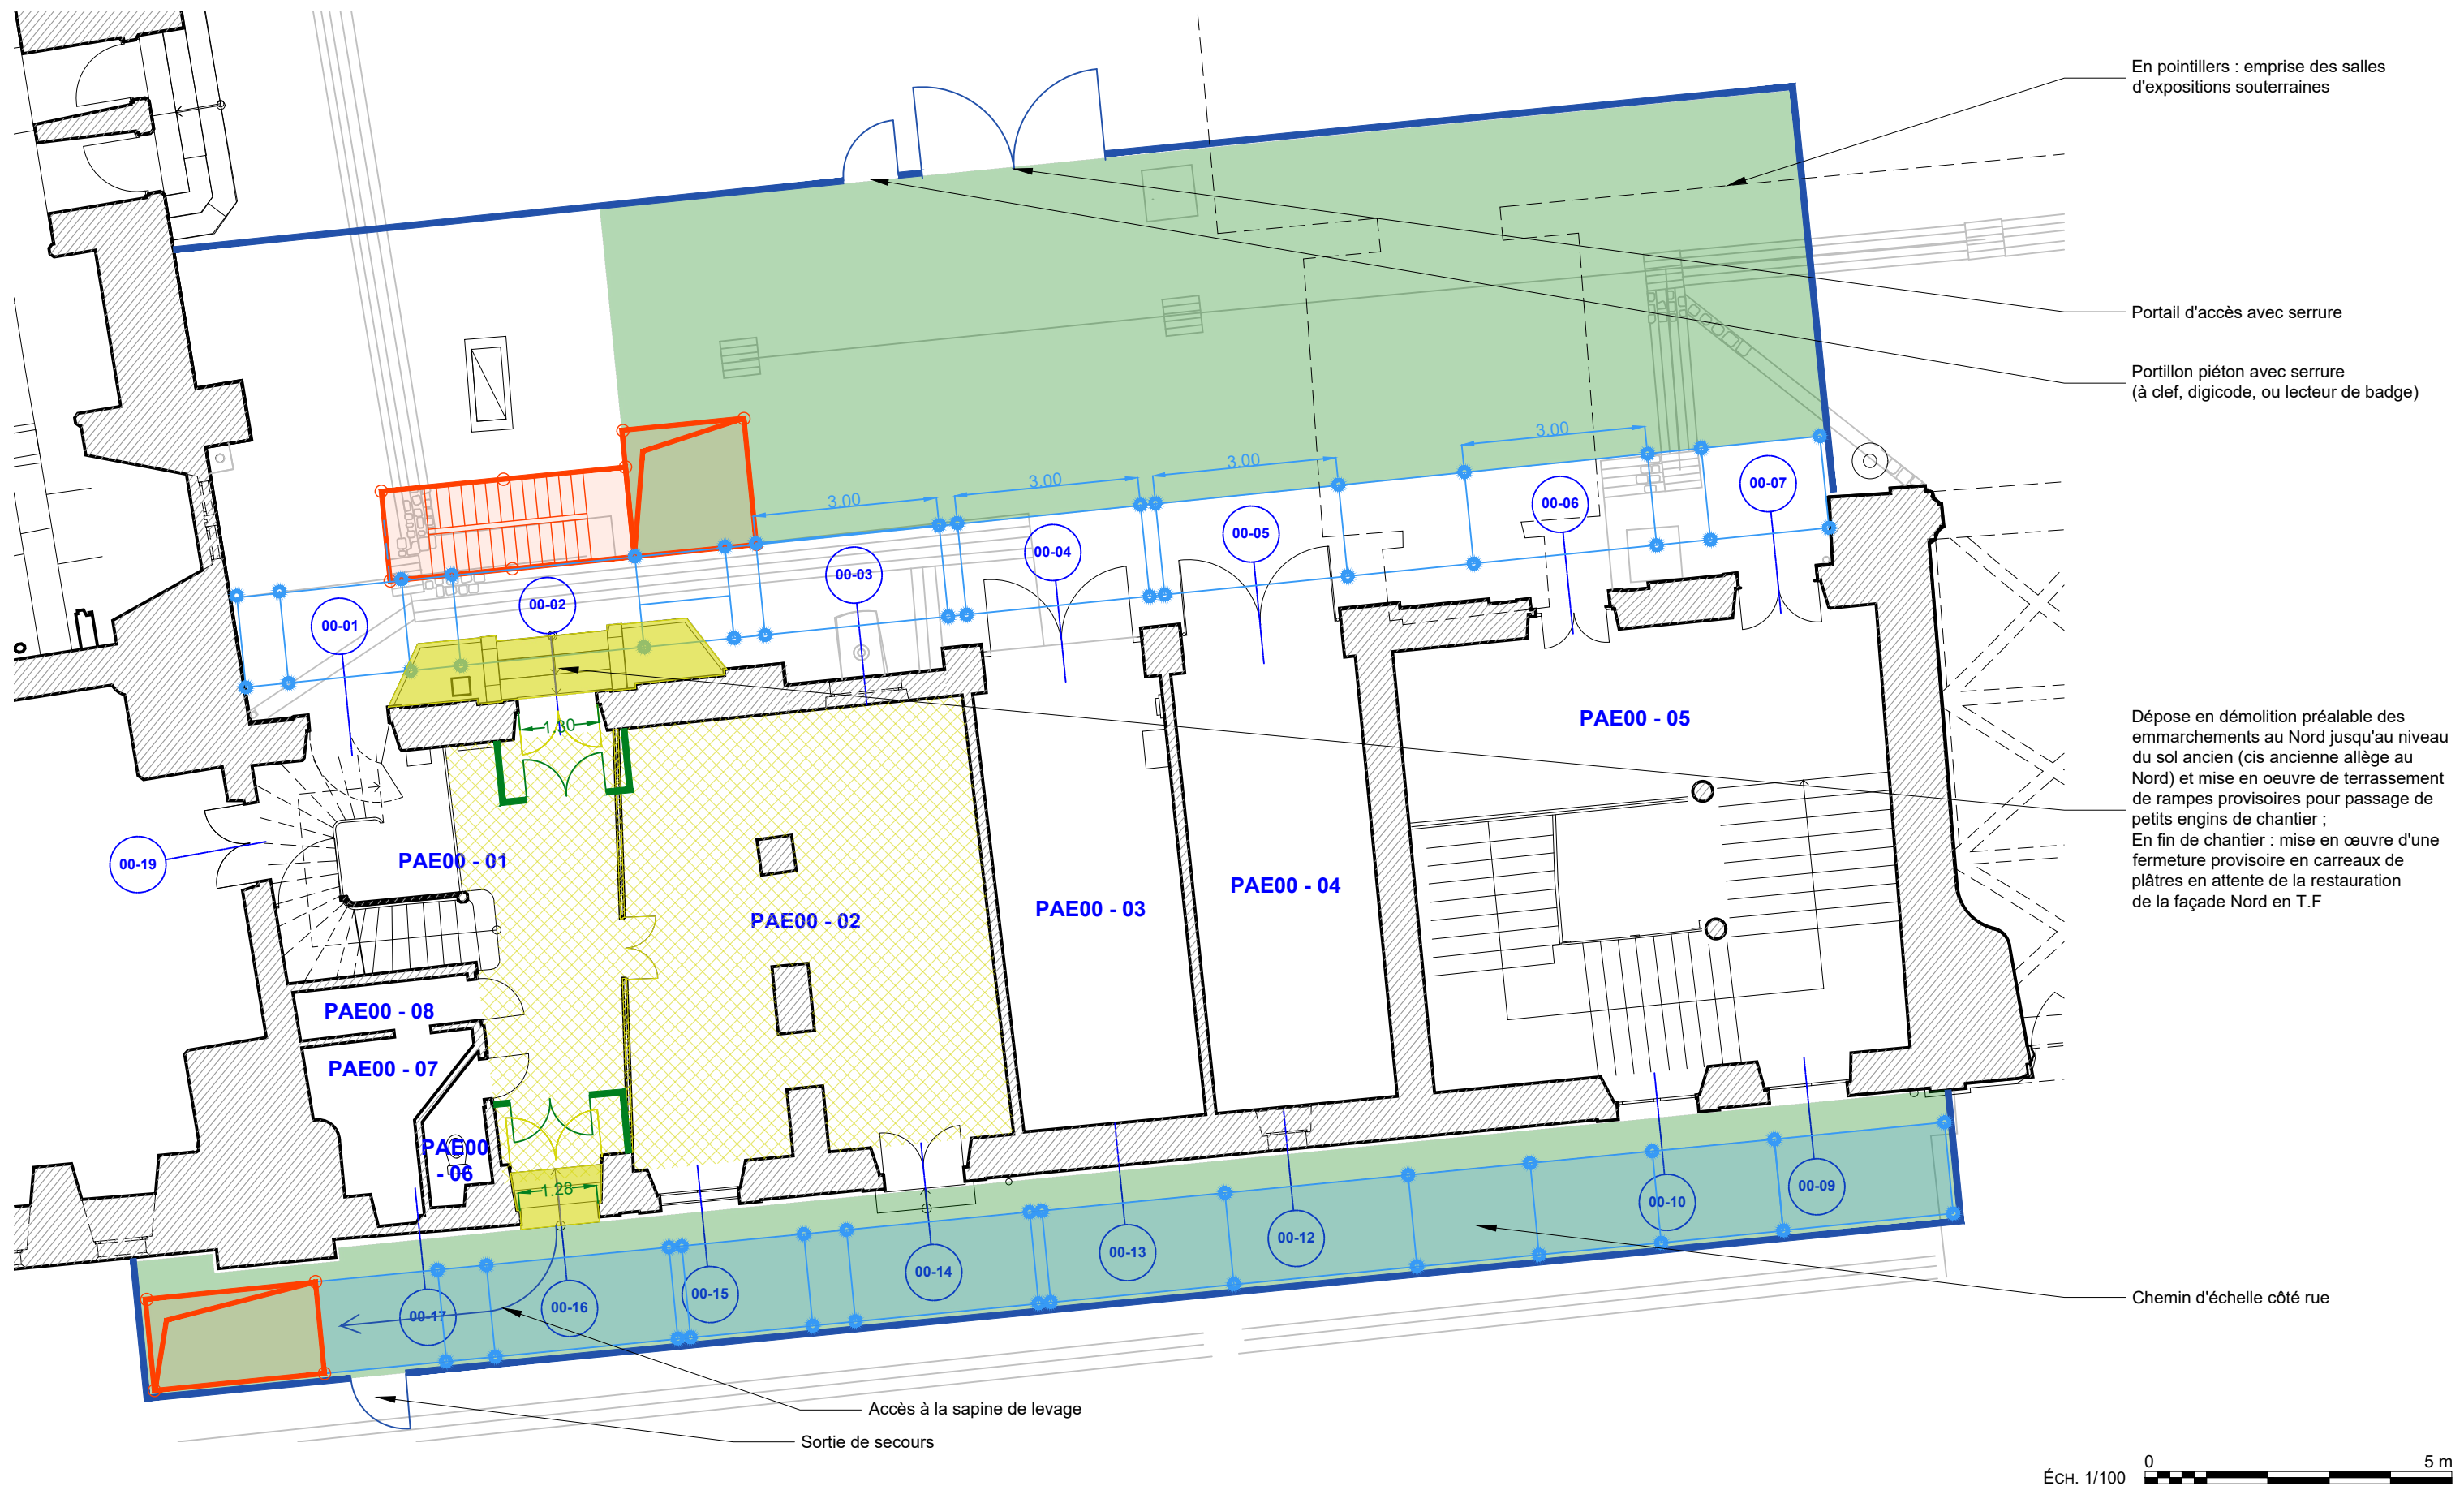 En pointillers : emprise des salles
d'expositions souterraines
Portail d'accès avec serrure
Portillon piéton avec serrure
(à clef, digicode, ou lecteur de badge)
3.00
3.00
3.00
3.00
00-07
00-06
00-05
00-04
00-03
00-02
00-01
1.30
PAE00 - 05
Dépose en démolition préalable des
emmarchements au Nord jusqu'au niveau
du sol ancien (cis ancienne allège au
Nord) et mise en oeuvre de terrassement
de rampes provisoires pour passage de
petits engins de chantier ;
En fin de chantier : mise en œuvre d'une
fermeture provisoire en carreaux de
plâtres en attente de la restauration
de la façade Nord en T.F
00-19
PAE00 - 01
PAE00 - 02
PAE00 - 03
PAE00 - 04
PAE00 - 08
PAE00 - 07
PAE00
- 06
1.28
00-09
00-10
00-12
00-13
00-14
00-15
00-16
00-17
Chemin d'échelle côté rue
Accès à la sapine de levage
Sortie de secours
0 5 m
ÉCH. 1/100